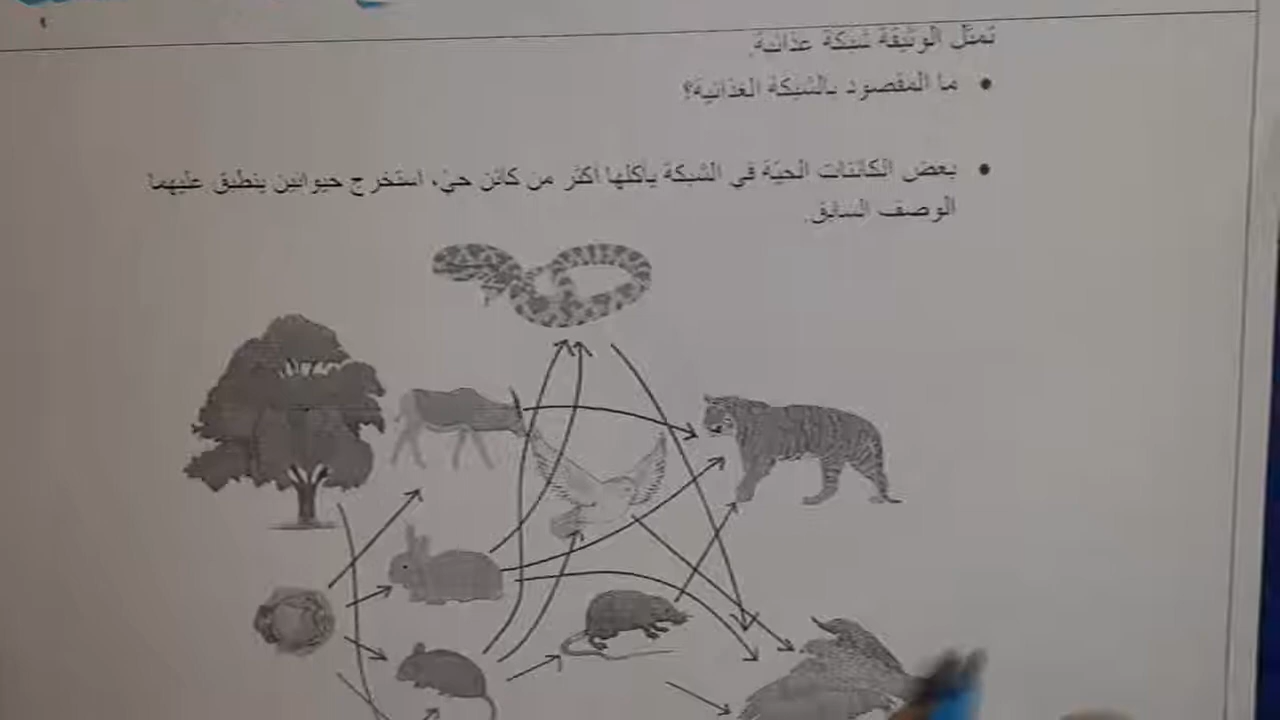 تمثل الوثيقة شبكة غذائية.
ما المقصود بالشبكة الغذائية؟
بعض الكائنات الحيّة في الشبكة يأكلها أكثر من كائن حيّ، استخرج حيوانين ينطبق عليهما
الوصف السابق.